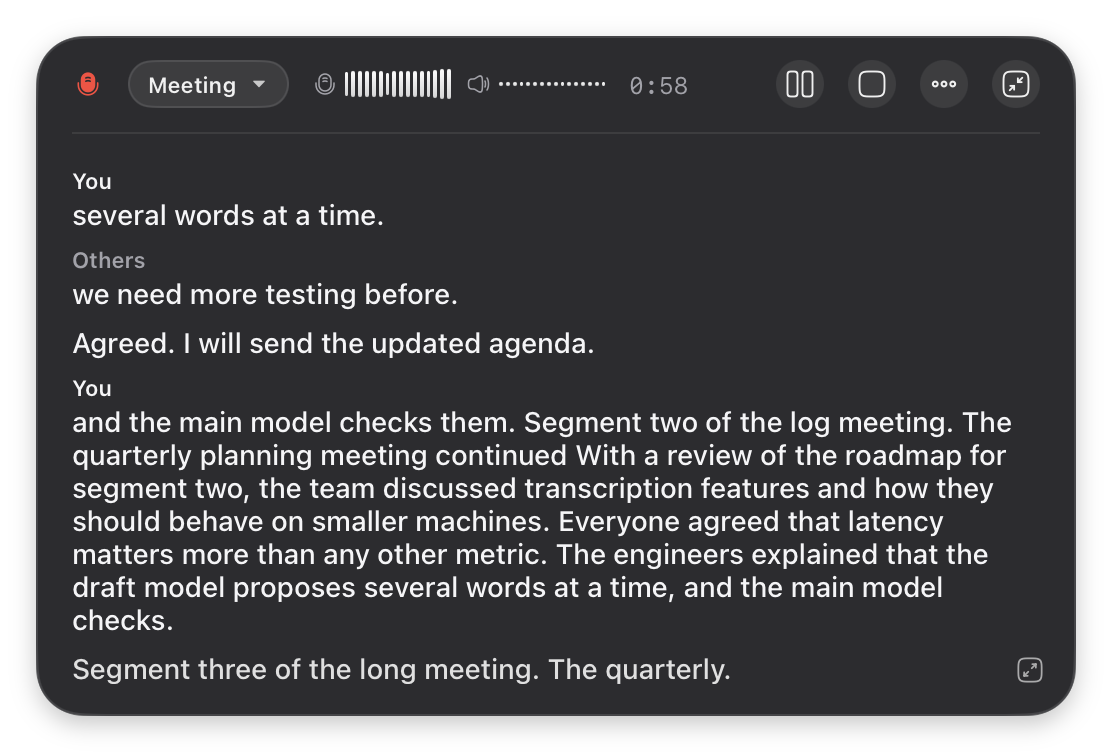 Meeting
0:58
You
several words at a time.
Others
we need more testing before.
Agreed. I will send the updated agenda.
You
and the main model checks them. Segment two of the log meeting. The
quarterly planning meeting continued With a review of the roadmap for
segment two, the team discussed transcription features and how they
should behave on smaller machines. Everyone agreed that latency
matters more than any other metric. The engineers explained that the
draft model proposes several words at a time, and the main model
checks.
Segment three of the long meeting. The quarterly.